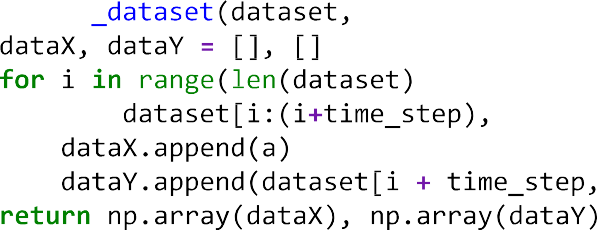 _dataset(dataset,
dataX, dataY = [], []
for i in range(len(dataset)
dataset[i:(i+time_step),
dataX.append(a)
dataY.append(dataset[i + time_step,
return np.array(dataX), np.array(dataY)